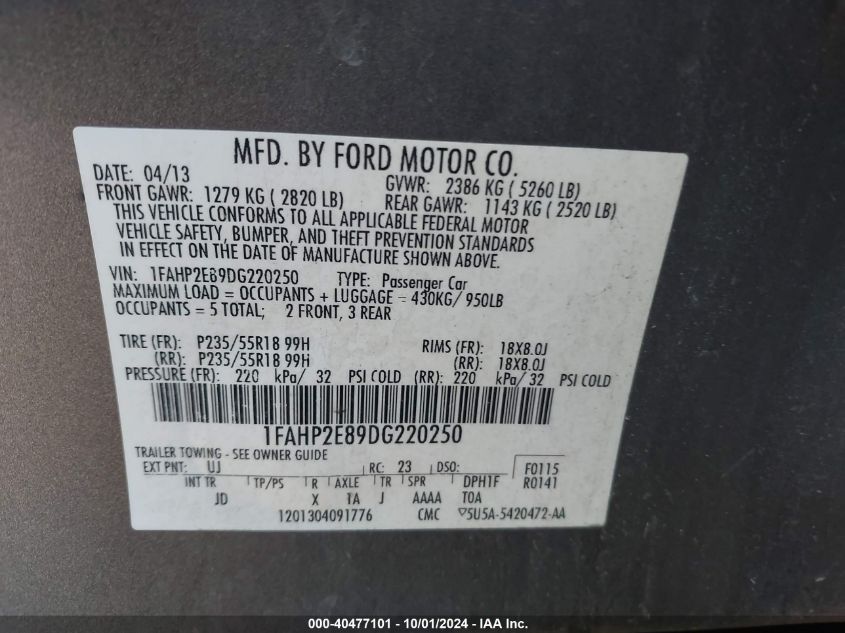 MFD. BY FORD MOTOR CO.
DATE: 04/13 GVWR: 2386 KG ( 5260 LB)
FRONT GAWR: 1279 KG ( 2820 LB) REAR GAWR: 1143 KG ( 2520 LB)
THIS VEHICLE CONFORMS TO ALL APPLICABLE FEDERAL MOTOR
VEHICLE SAFETY, BUMPER, AND THEFT PREVENTION STANDARDS
IN EFFECT ON THE DATE OF MANUFACTURE SHOWN ABOVE.
VIN: 1FAHP2E89DG220250 TYPE: Passenger Car
MAXIMUM LOAD = OCCUPANTS + LUGGAGE = 430KG/ 950LB
OCCUPANTS = 5 TOTAL; 2 FRONT, 3 REAR
TIRE (FR): P235/55R18 99H RIMS (FR): 18X8.0J
(RR): P235/55R18 99H (RR): 18X8.0J
PRESSURE (FR): 220 kPa/ 32 PSI COLD (RR): 220 kPa/ 32 PSI COLD
1FAHP2E89DG220250
TRAILER TOWING - SEE OWNER GUIDE
EXT PNT: UJ RC: 23 DSO: F0115
INT TR TP/PS R AXLE TR SPR DPH1F R0141
JD X 1A J AAAA TOA
1201304091776 CMC ▽5U5A-5420472-AA
000-40477101 - 10/01/2024 - IAA Inc.